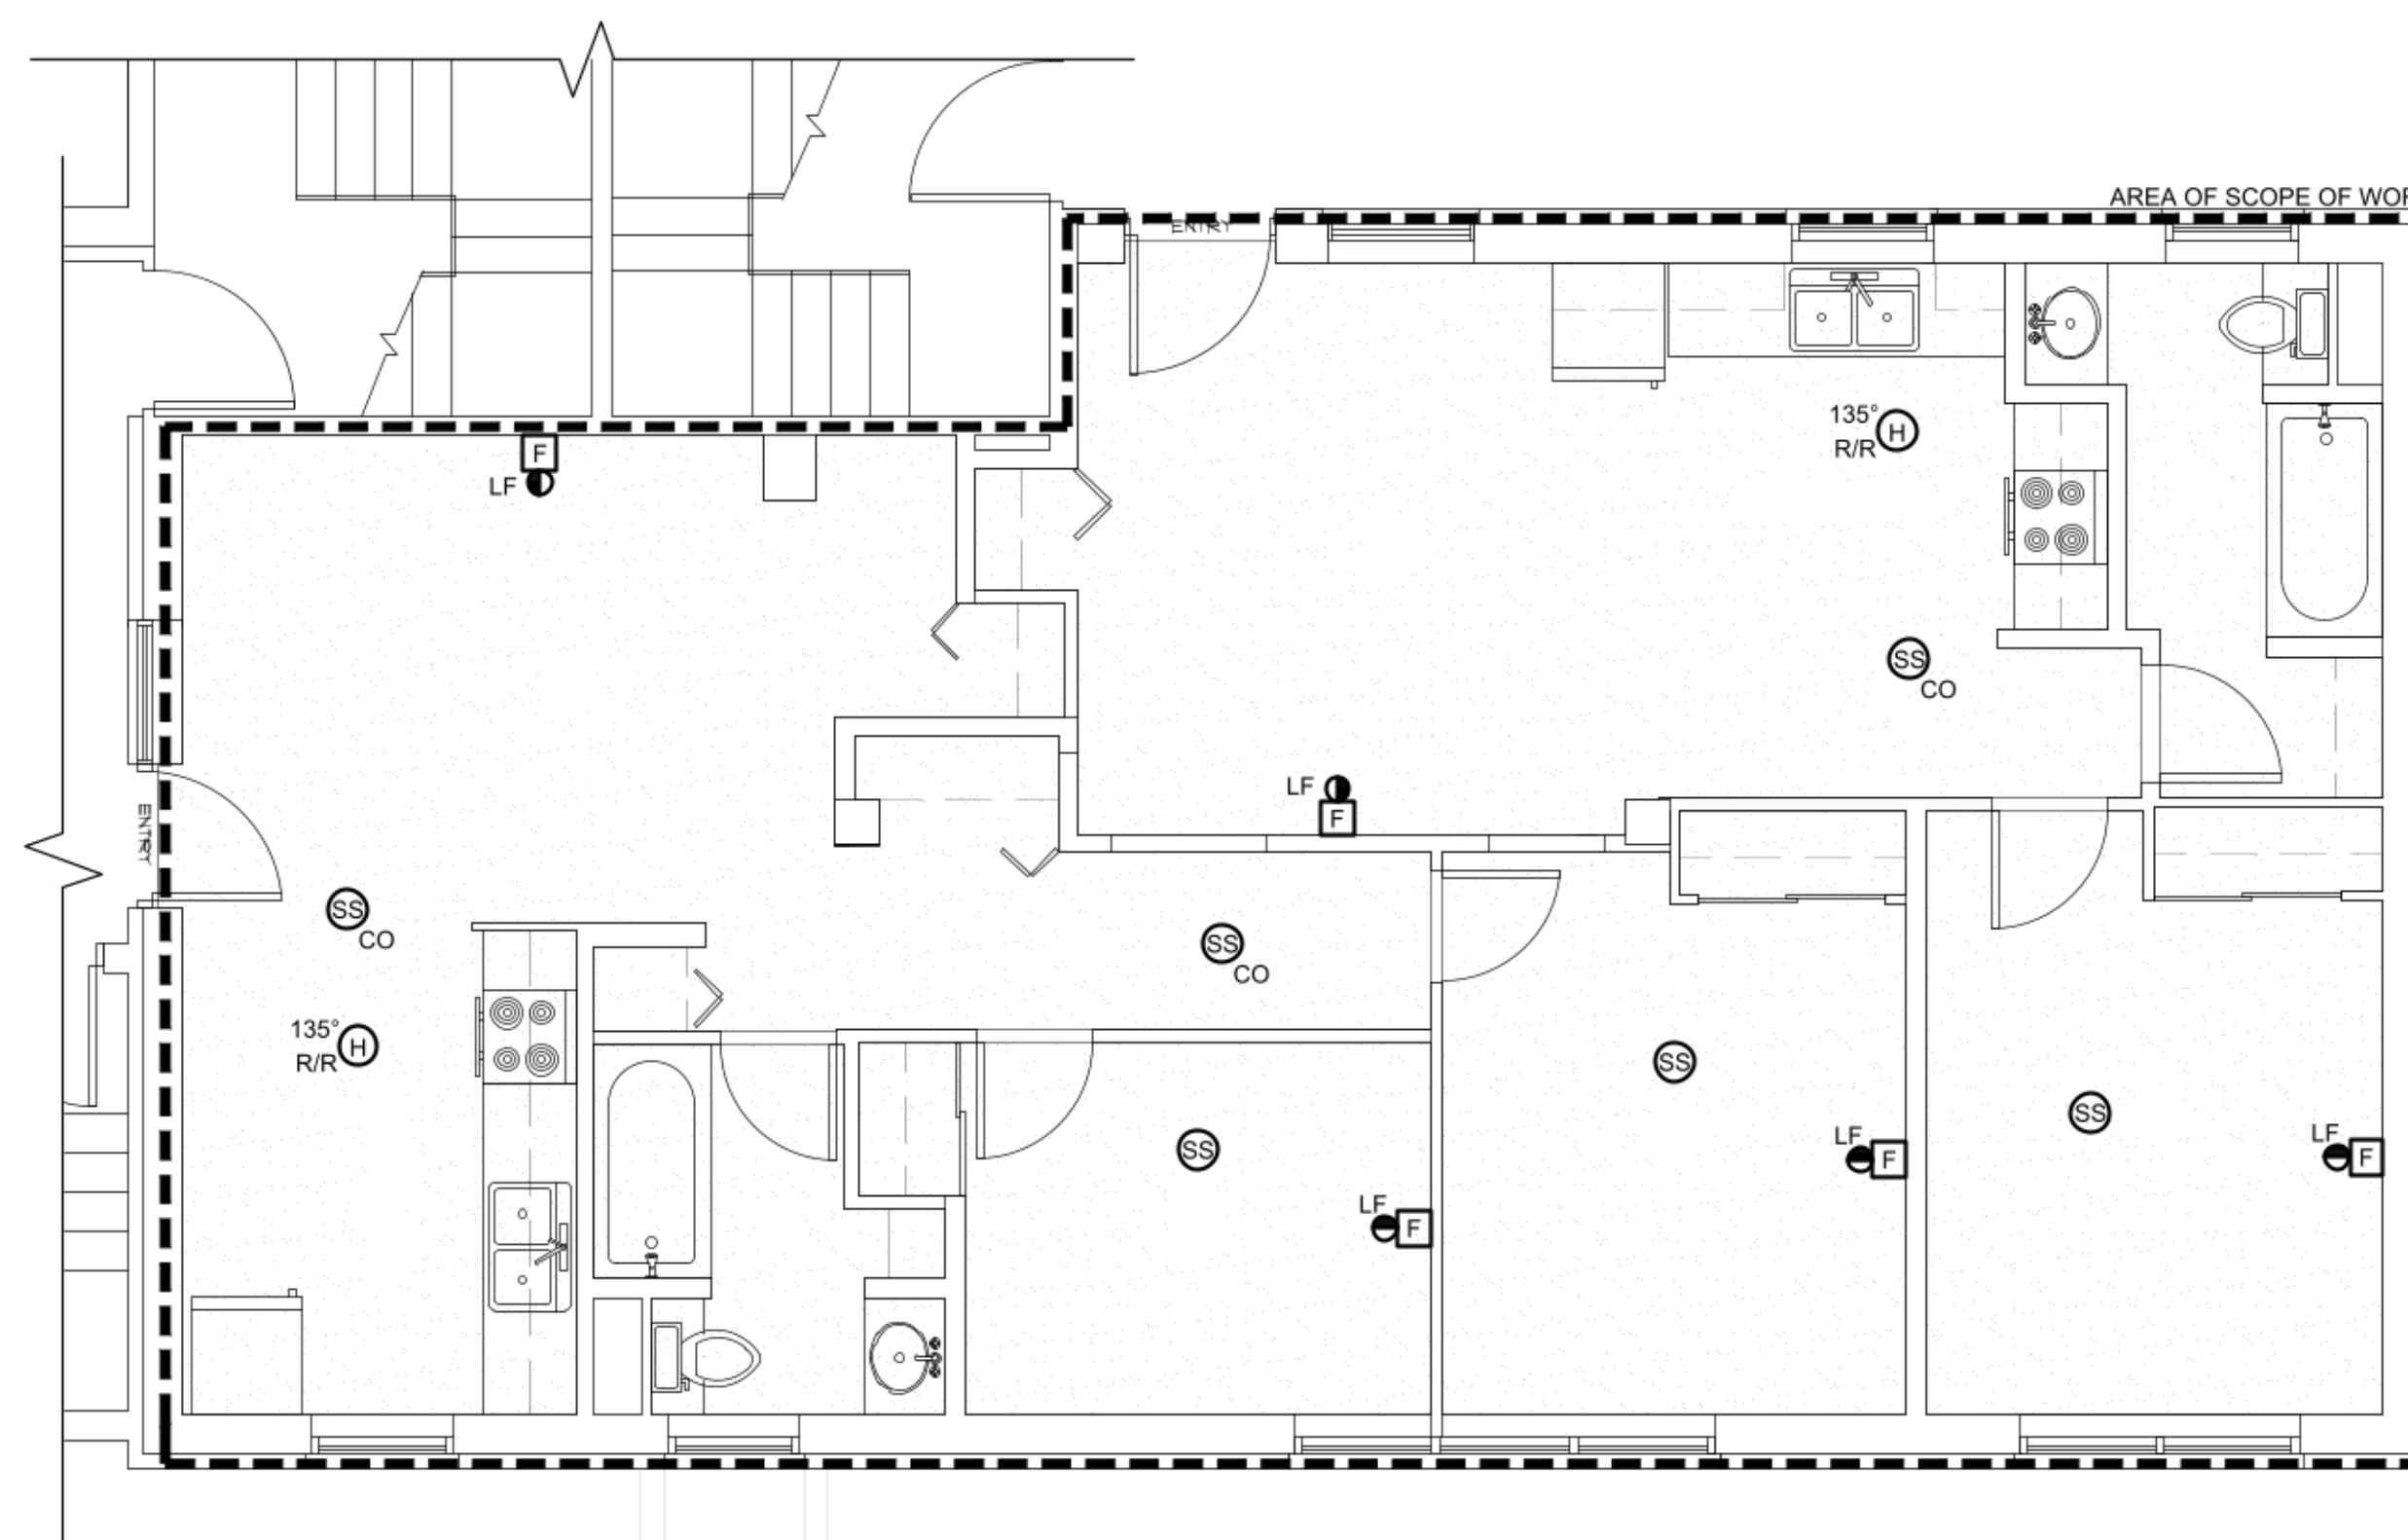 AREA OF SCOPE OF WOR
ENTRY
135°
R/R
H
F
LF
SS
CO
LF
F
ENTRY
SS
CO
SS
CO
135°
R/R
H
SS
SS
SS
LF
F
LF
F
LF
F